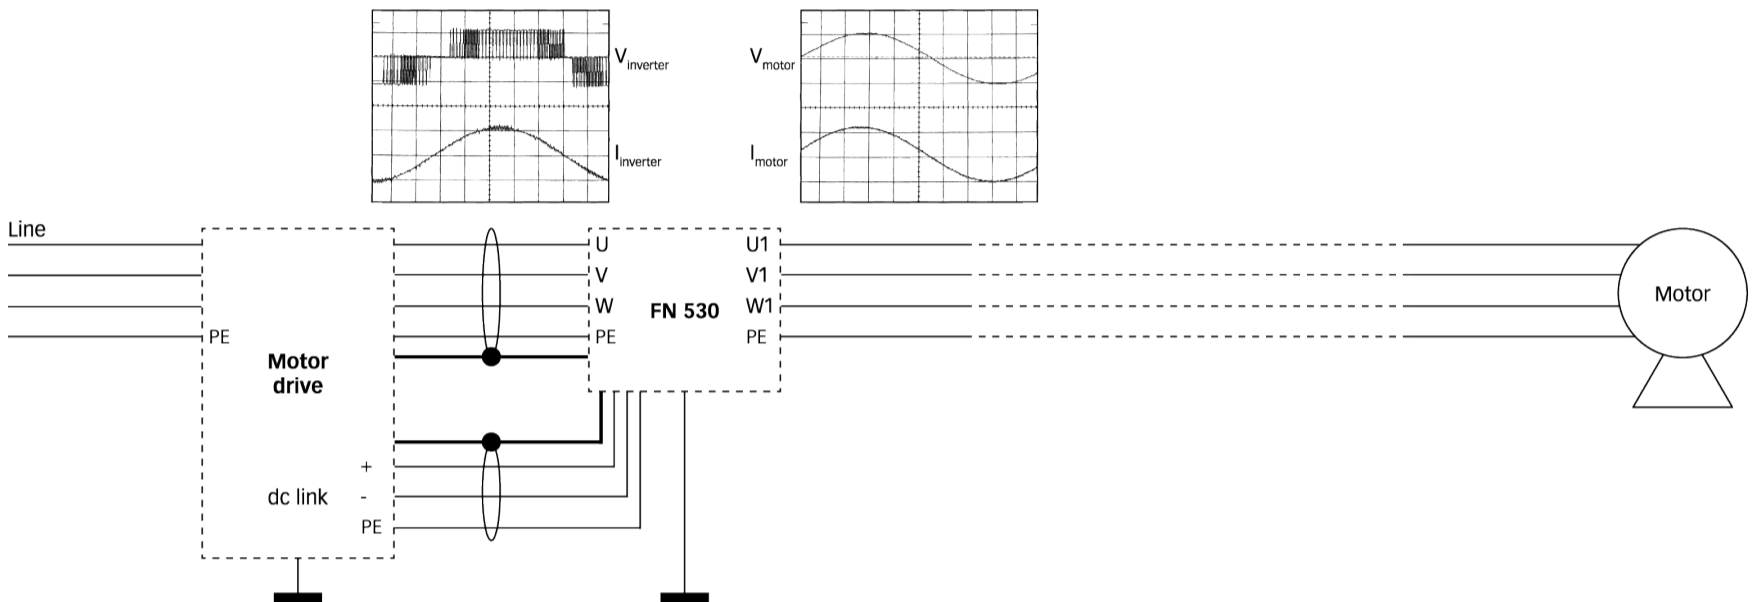 Vinverter
Vmotor
Iinverter
Imotor
Line
U
U1
V
V1
W
FN 530
W1
PE
PE
PE
Motor
Motor
drive
+
dc link
-
PE